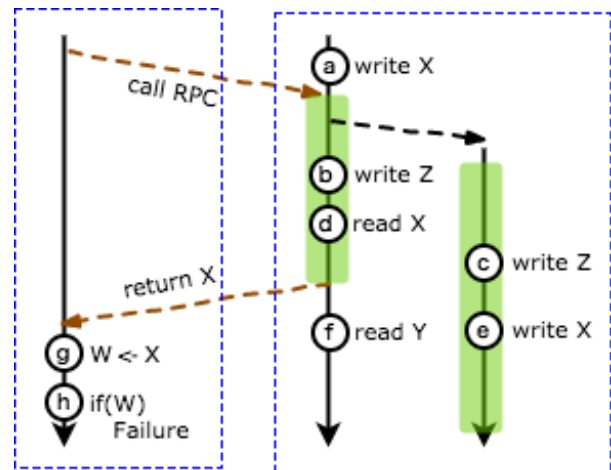 call RPC
a write X
b write Z
d read X
c write Z
return X
f read Y
e write X
g W <- X
h if(W)
Failure